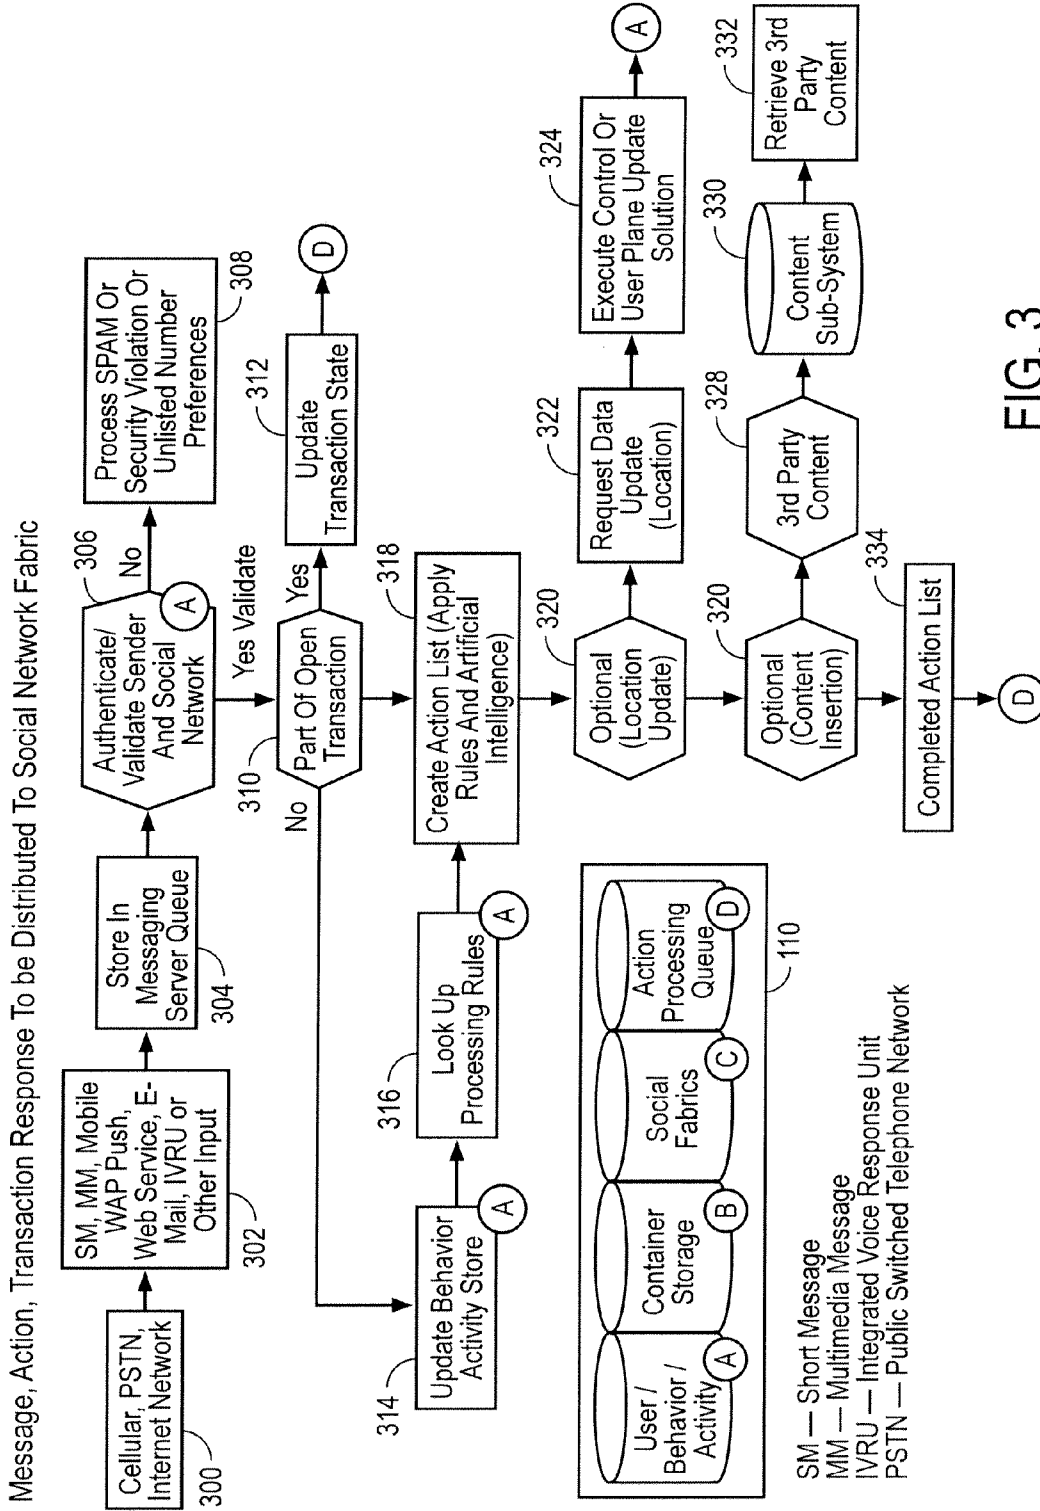 Message, Action, Transaction Response To be Distributed To Social Network Fabric
Cellular, PSTN,
Internet Network
300
SM, MM, Mobile
WAP Push,
Web Service, E-
Mail, IVRU or
Other Input
302
Store In
Messaging
Server Queue
304
306
Authenticate/
Validate Sender
And Social
Network
A
No
Process SPAM Or
Security Violation Or
Unlisted Number
Preferences
308
Yes Validate
310
Part Of Open
Transaction
No
Yes
312
Update
Transaction State
D
314
Update Behavior
Activity Store
A
316
Look Up
Processing Rules
A
318
Create Action List (Apply
Rules And Artificial
Intelligence)
320
Optional
(Location
Update)
322
Request Data
Update
(Location)
324
Execute Control Or
User Plane Update
Solution
A
320
Optional
(Content
Insertion)
328
3rd Party
Content
330
Content
Sub-System
332
Retrieve 3rd
Party
Content
334
Completed Action List
D
User /
Behavior /
Activity
A
Container
Storage
B
Social
Fabrics
C
Action
Processing
Queue
D
110
SM — Short Message
MM — Multimedia Message
IVRU — Integrated Voice Response Unit
PSTN — Public Switched Telephone Network
FIG. 3